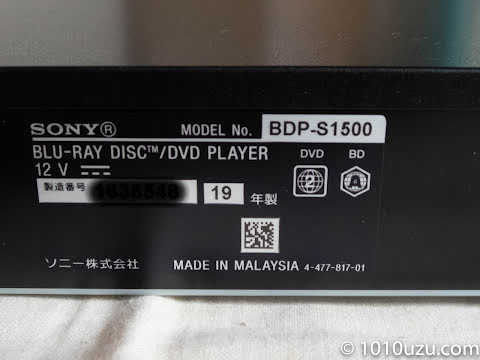 SONY® MODEL No. BDP-S1500
BLU-RAY DISC™/DVD PLAYER DVD BD
12 V 2 A
製造番号 19 年製
ソニー株式会社 MADE IN MALAYSIA 4-477-817-01
© 1010uzu.com